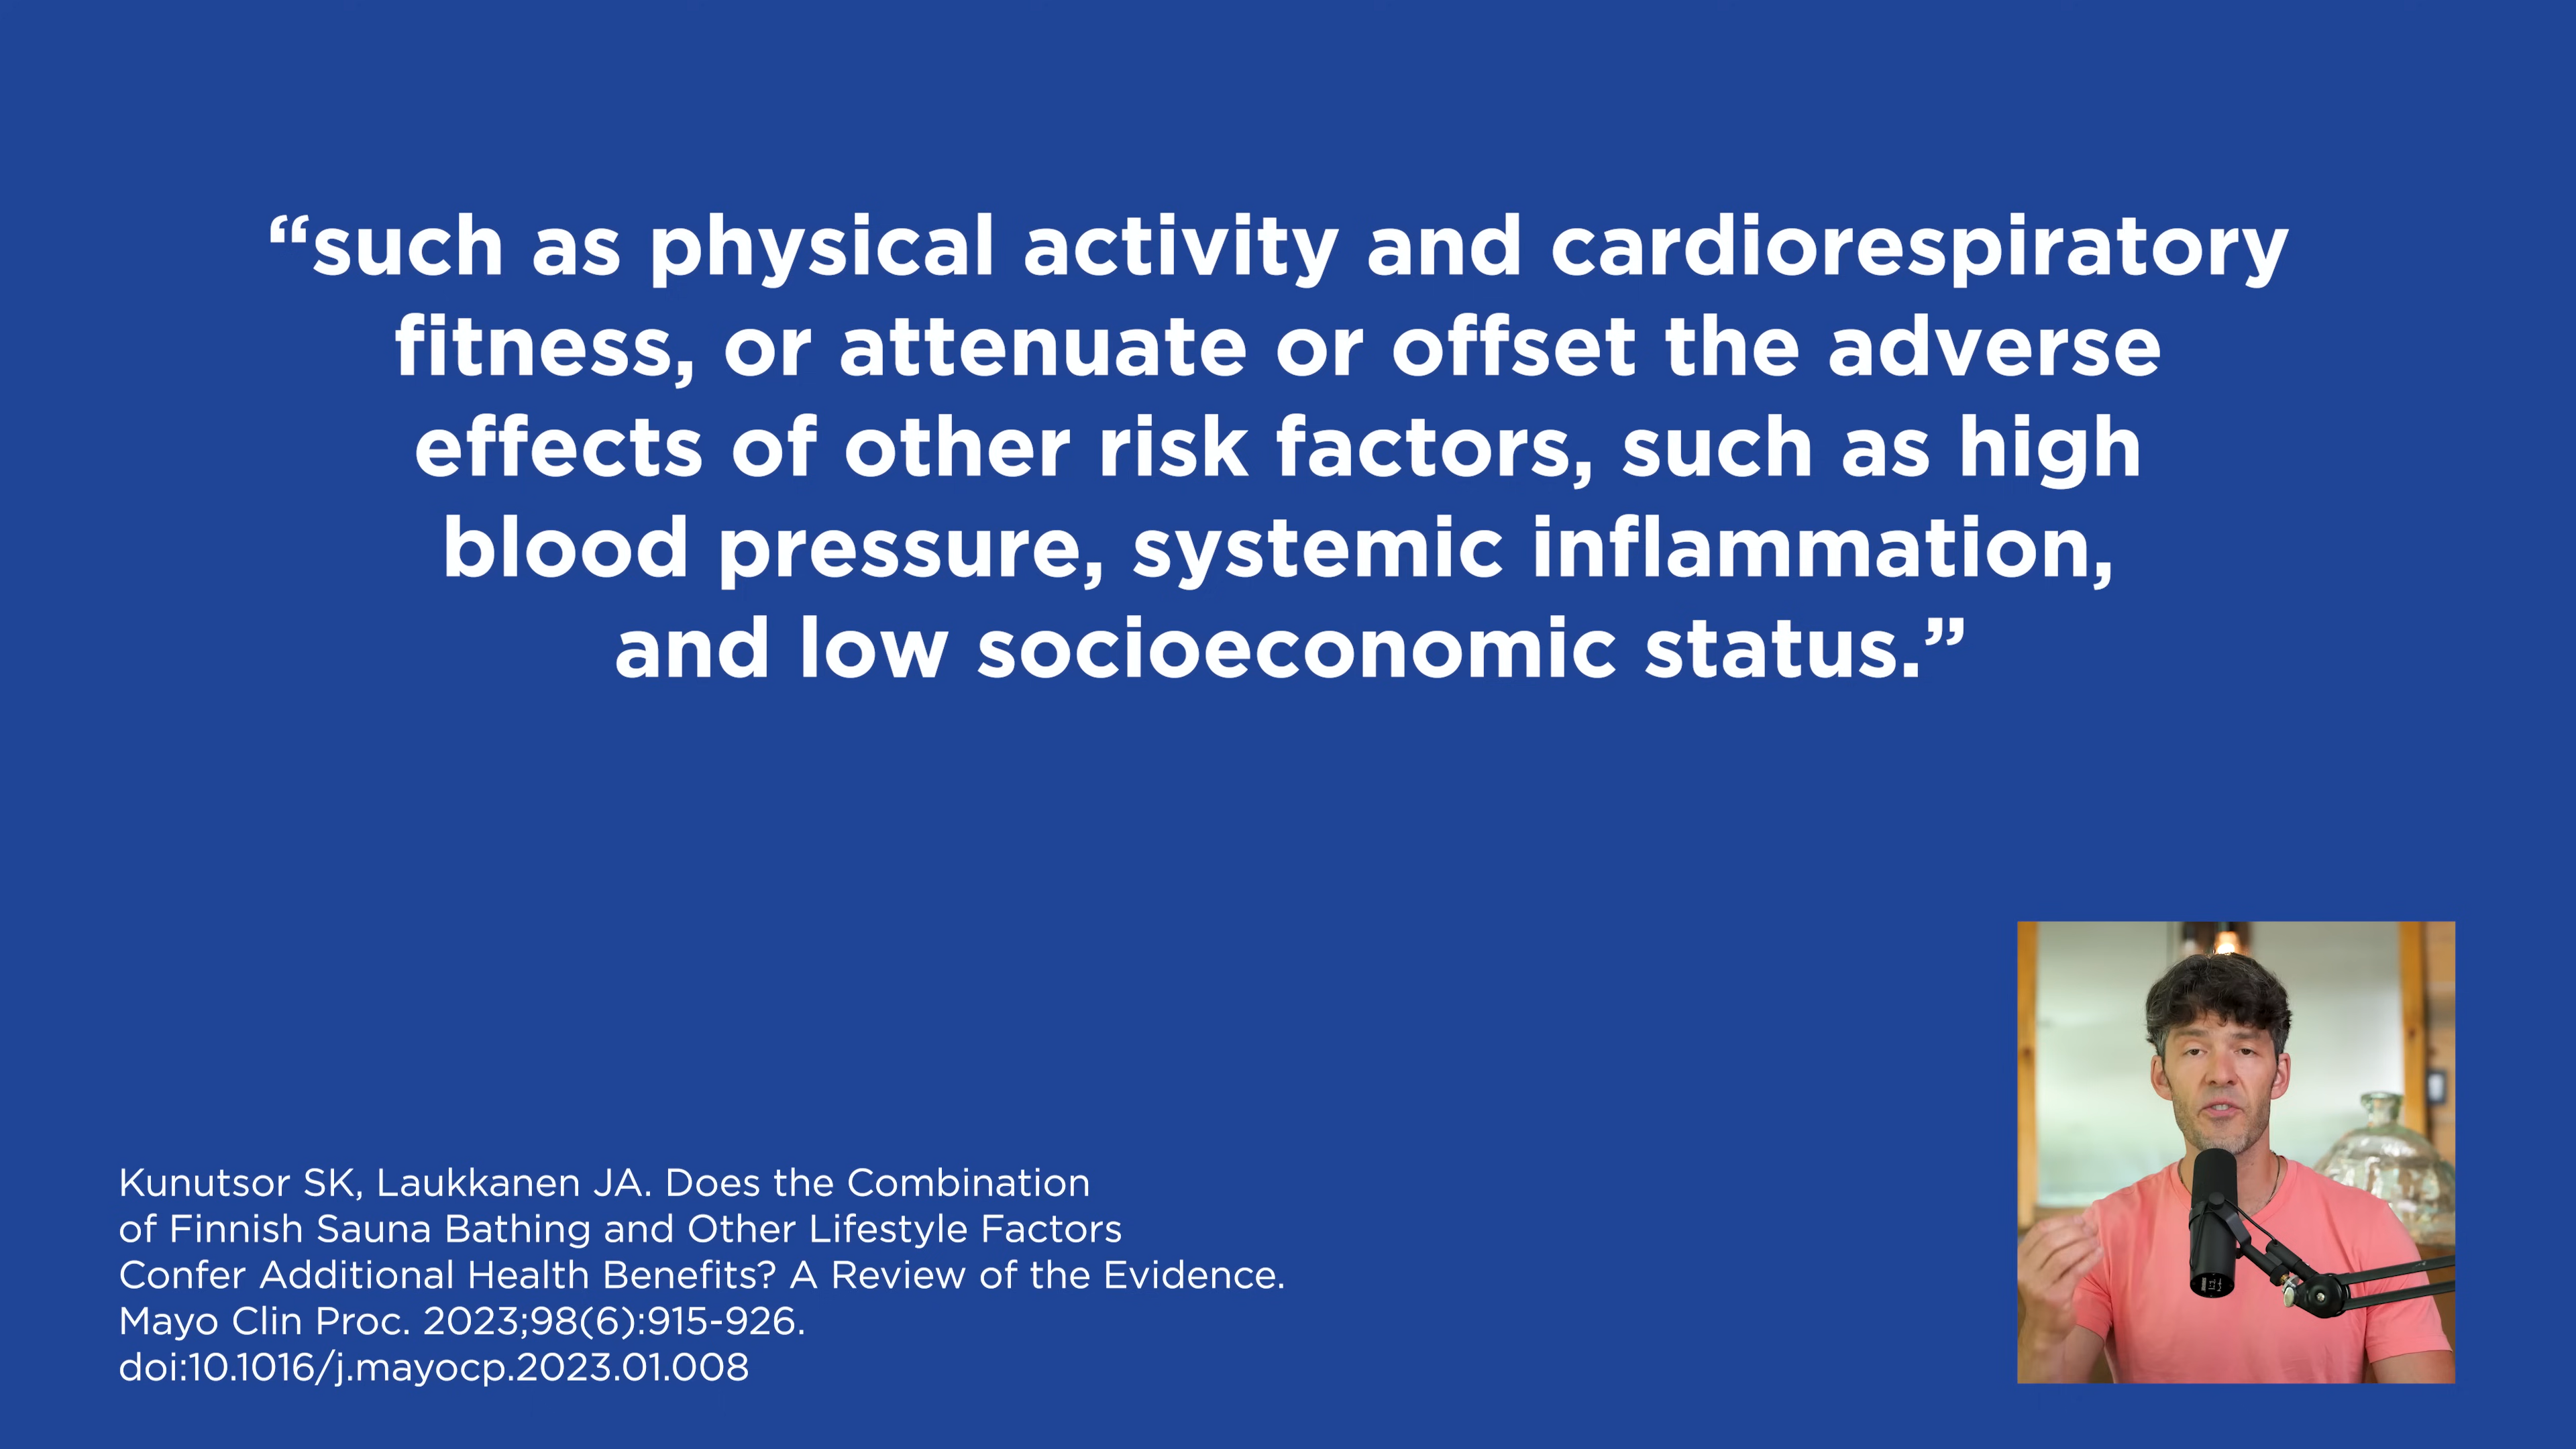 “such as physical activity and cardiorespiratory
fitness, or attenuate or offset the adverse
effects of other risk factors, such as high
blood pressure, systemic inflammation,
and low socioeconomic status.”
Kunutsor SK, Laukkanen JA. Does the Combination
of Finnish Sauna Bathing and Other Lifestyle Factors
Confer Additional Health Benefits? A Review of the Evidence.
Mayo Clin Proc. 2023;98(6):915-926.
doi:10.1016/j.mayocp.2023.01.008